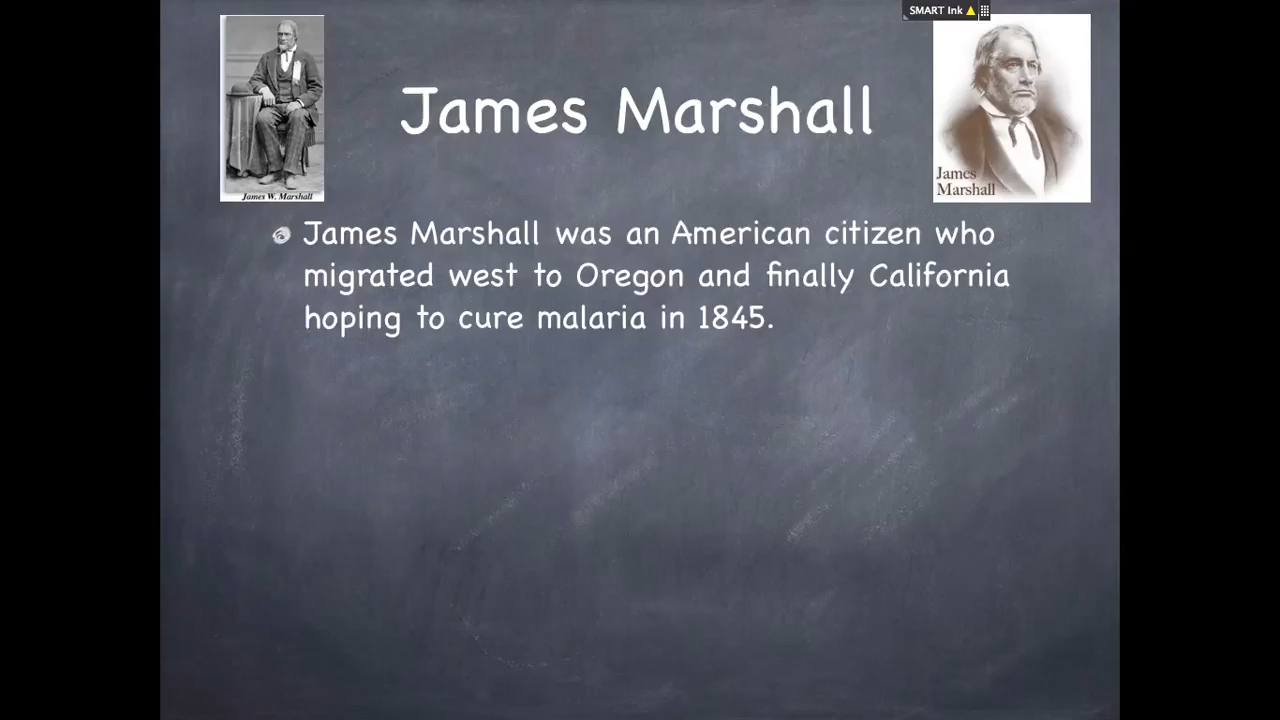 SMART Ink
James Marshall
James W. Marshall
James
Marshall
James Marshall was an American citizen who
migrated west to Oregon and finally California
hoping to cure malaria in 1845.